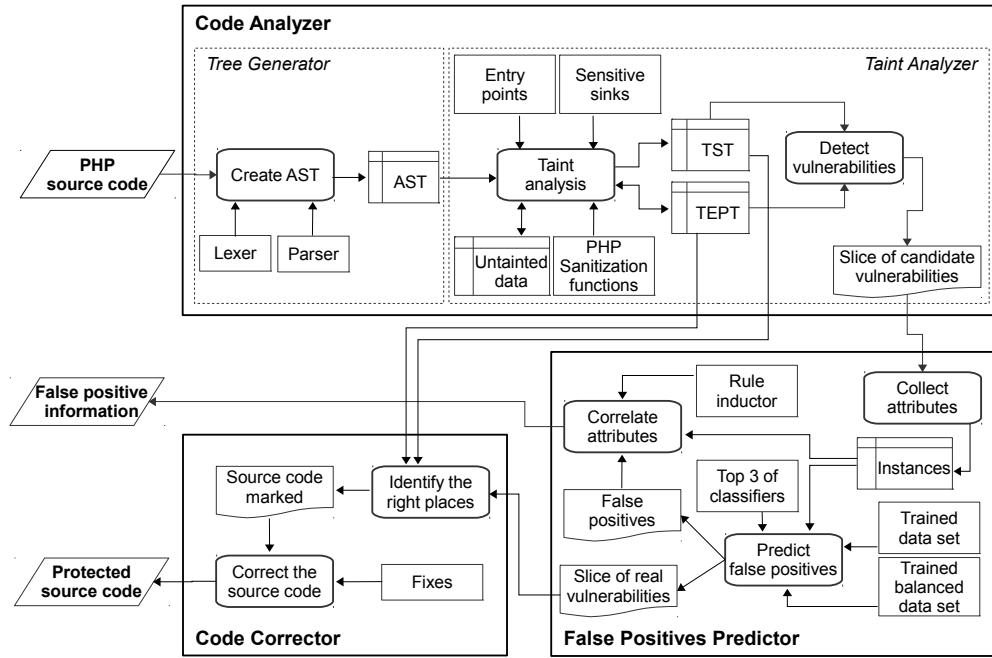 Code Analyzer
Tree Generator
Taint Analyzer
Entry
points
Sensitive
sinks
PHP
source code
Create AST
AST
Taint
analysis
TST
TEPT
Detect
vulnerabilities
Lexer
Parser
Untainted
data
PHP
Sanitization
functions
Slice of candidate
vulnerabilities
False positive
information
Correlate
attributes
Rule
inductor
Collect
attributes
Instances
Source code
marked
Identify the
right places
False
positives
Top 3 of
classifiers
Predict
false positives
Trained
data set
Trained
balanced
data set
Protected
source code
Correct the
source code
Fixes
Slice of real
vulnerabilities
Code Corrector
False Positives Predictor